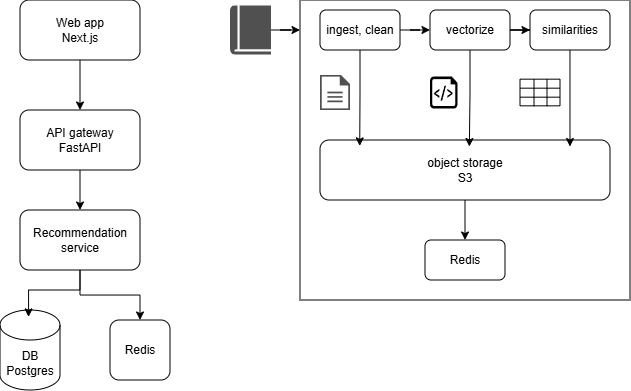 Web app
Next.js
API gateway
FastAPI
Recommendation
service
DB
Postgres
Redis
ingest, clean
vectorize
similarities
</>
object storage
S3
Redis